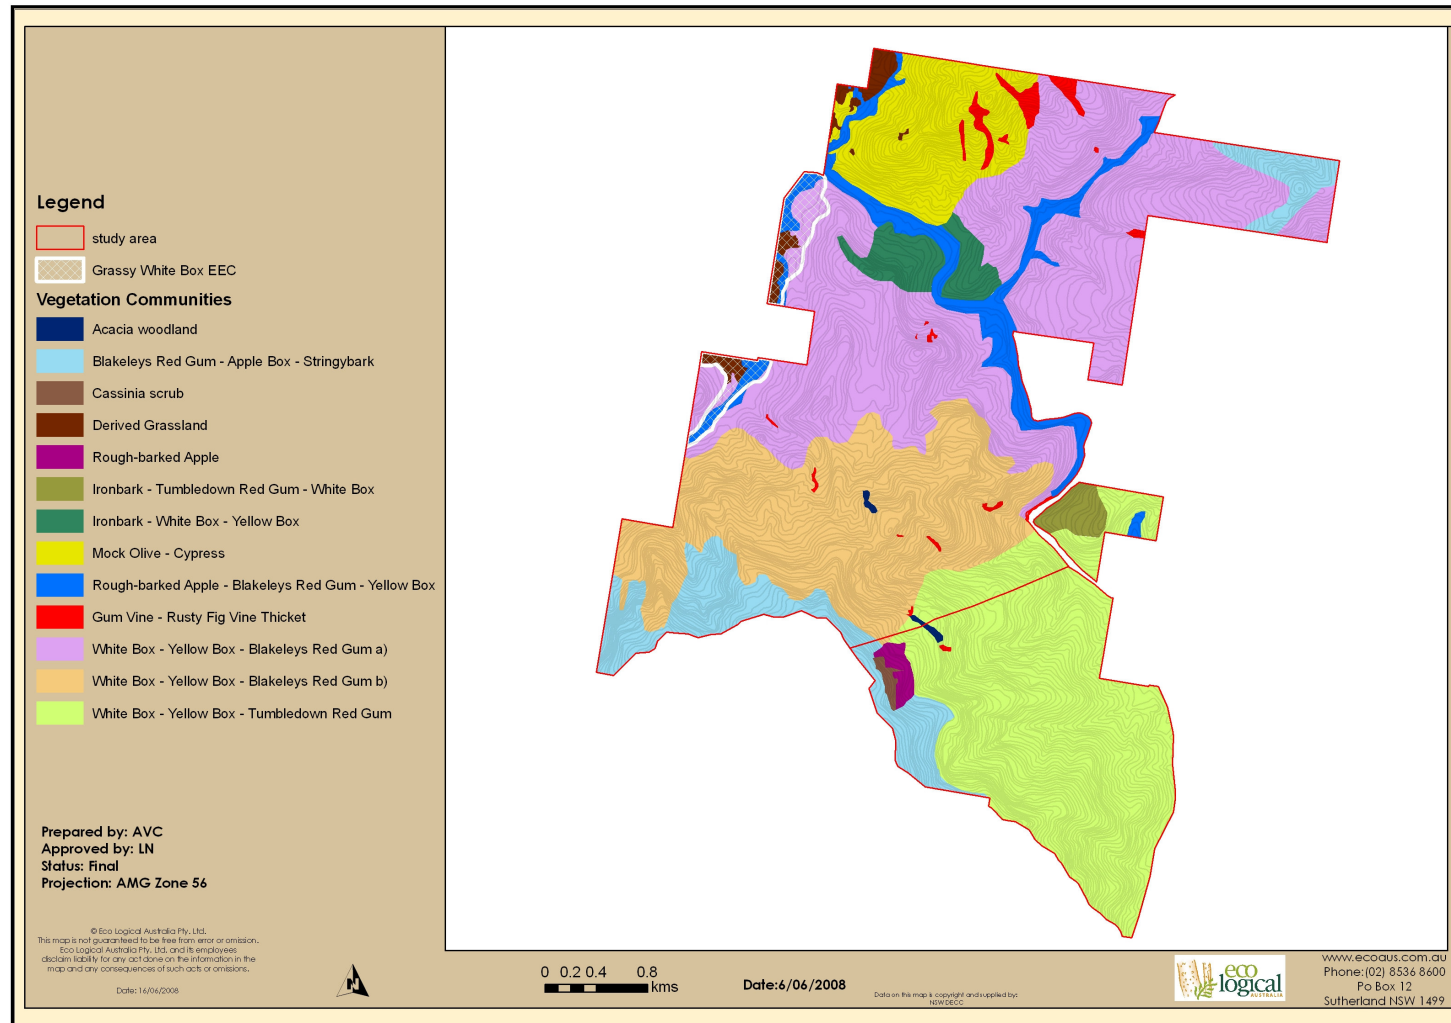 Legend
study area
Grassy White Box EEC
Vegetation Communities
Acacia woodland
Blakeleys Red Gum - Apple Box - Stringybark
Cassinia scrub
Derived Grassland
Rough-barked Apple
Ironbark - Tumbledown Red Gum - White Box
Ironbark - White Box - Yellow Box
Mock Olive - Cypress
Rough-barked Apple - Blakeleys Red Gum - Yellow Box
Gum Vine - Rusty Fig Vine Thicket
White Box - Yellow Box - Blakeleys Red Gum a)
White Box - Yellow Box - Blakeleys Red Gum b)
White Box - Yellow Box - Tumbledown Red Gum
Prepared by: AVC
Approved by: LN
Status: Final
Projection: AMG Zone 56
© Eco Logical Australia Pty. Ltd.
This map is not guaranteed to be free from error or omission.
Eco Logical Australia Pty. Ltd. and its employees
disclaim liability for any act done on the information in the
map and any consequences of such acts or omissions.
Date: 16/06/2008
N
0 0.2 0.4 0.8
kms
Date:6/06/2008
Data on this map is copyright and supplied by:
NSW DECC
eco
logical
AUSTRALIA
www.ecoaus.com.au
Phone:(02) 8536 8600
Po Box 12
Sutherland NSW 1499